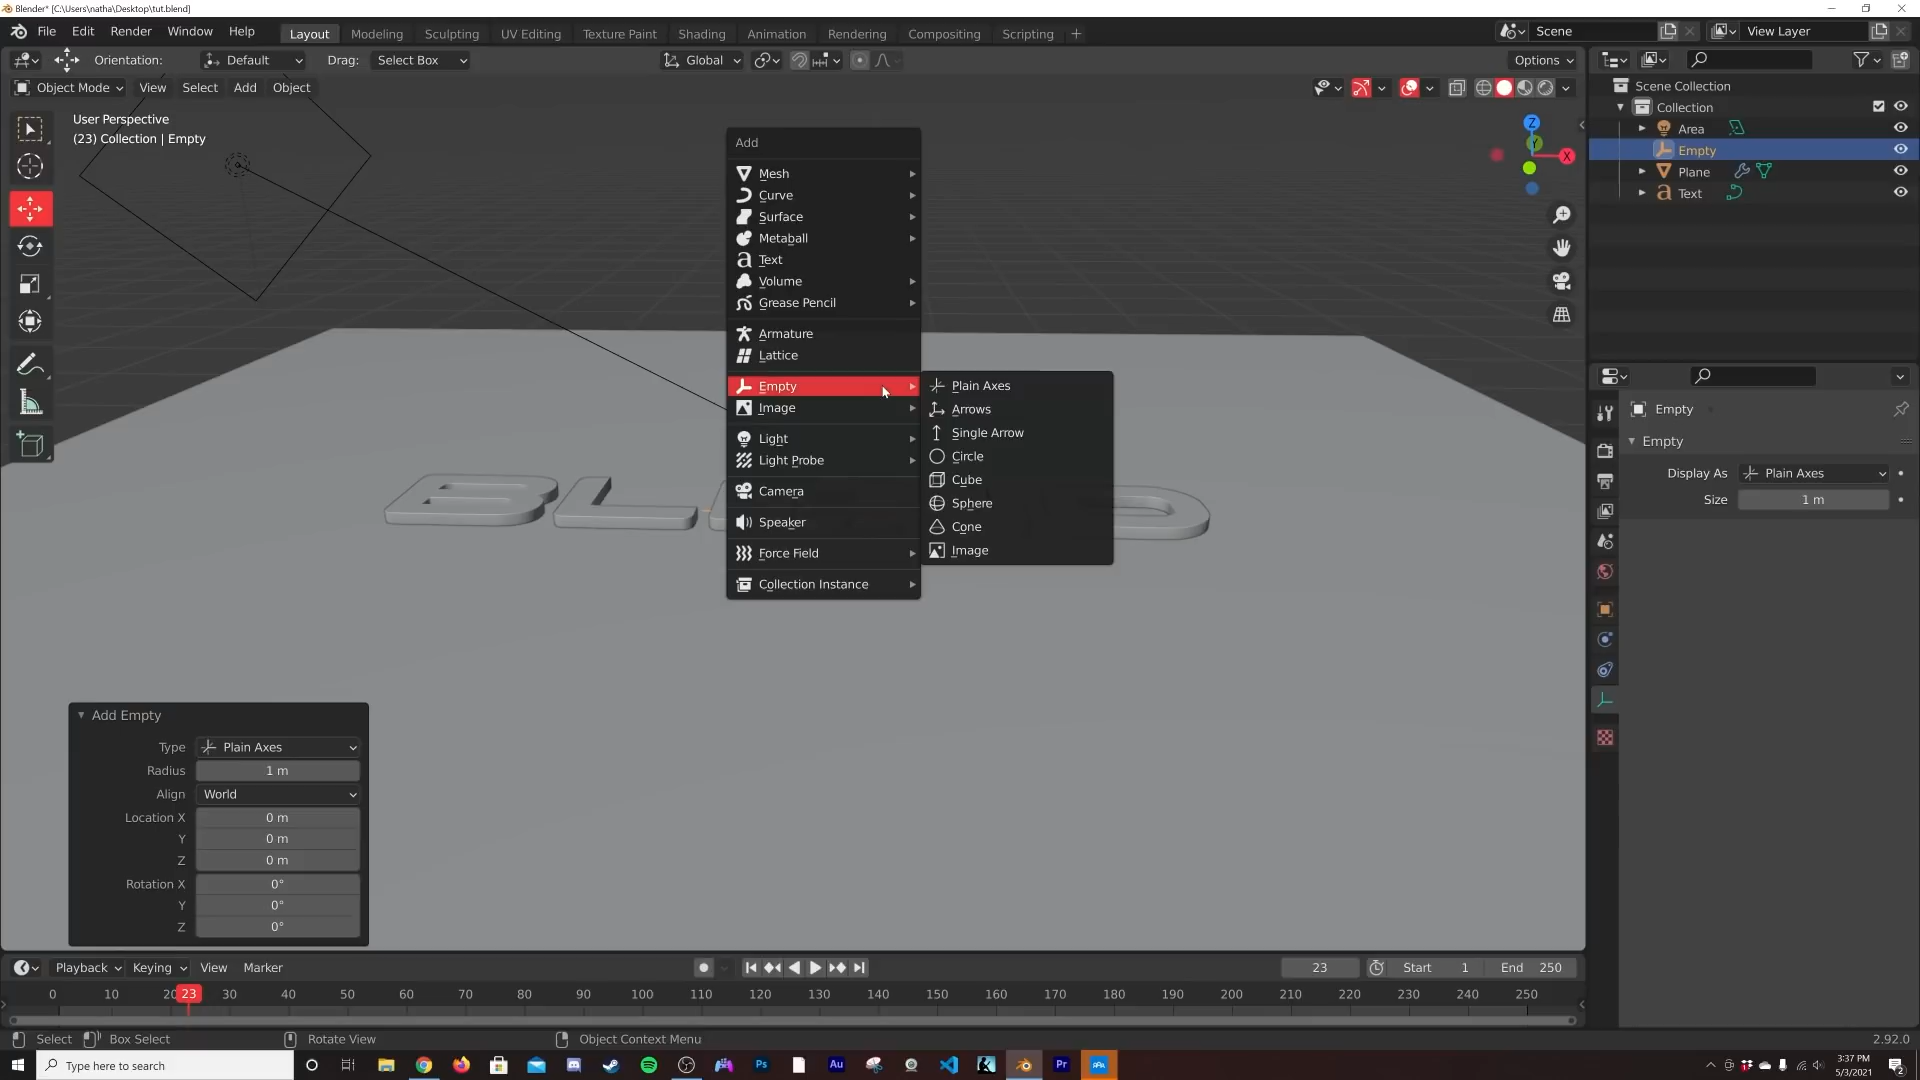 Blender* [C:\Users\natha\Desktop\tut.blend]
File Edit Render Window Help
Layout Modeling Sculpting UV Editing Texture Paint Shading Animation Rendering Compositing Scripting +
Scene
View Layer
Orientation: Default Drag: Select Box
Global
Options
Object Mode View Select Add Object
User Perspective
(23) Collection | Empty
Z
Y
X
Add
Mesh
Curve
Surface
Metaball
Text
Volume
Grease Pencil
Armature
Lattice
Empty
Image
Light
Light Probe
Camera
Speaker
Force Field
Collection Instance
Plain Axes
Arrows
Single Arrow
Circle
Cube
Sphere
Cone
Image
BL
D
Scene Collection
Collection
Area
Empty
Plane
Text
Empty
Empty
Display As Plain Axes
Size 1 m
Add Empty
Type Plain Axes
Radius 1 m
Align World
Location X 0 m
Y 0 m
Z 0 m
Rotation X 0°
Y 0°
Z 0°
Playback Keying View Marker
23 Start 1 End 250
0 10 20 23 30 40 50 60 70 80 90 100 110 120 130 140 150 160 170 180 190 200 210 220 230 240 250
Select Box Select Rotate View Object Context Menu 2.92.0
Type here to search
Ps
Au
Pr
3:37 PM
5/3/2021
2